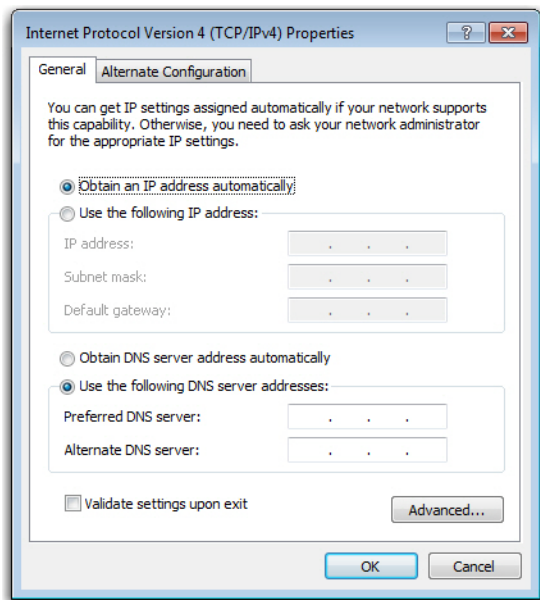 Internet Protocol Version 4 (TCP/IPv4) Properties
General
Alternate Configuration
You can get IP settings assigned automatically if your network supports
this capability. Otherwise, you need to ask your network administrator
for the appropriate IP settings.
Obtain an IP address automatically
Use the following IP address:
IP address:
Subnet mask:
Default gateway:
Obtain DNS server address automatically
Use the following DNS server addresses:
Preferred DNS server:
Alternate DNS server:
Validate settings upon exit
Advanced...
OK
Cancel